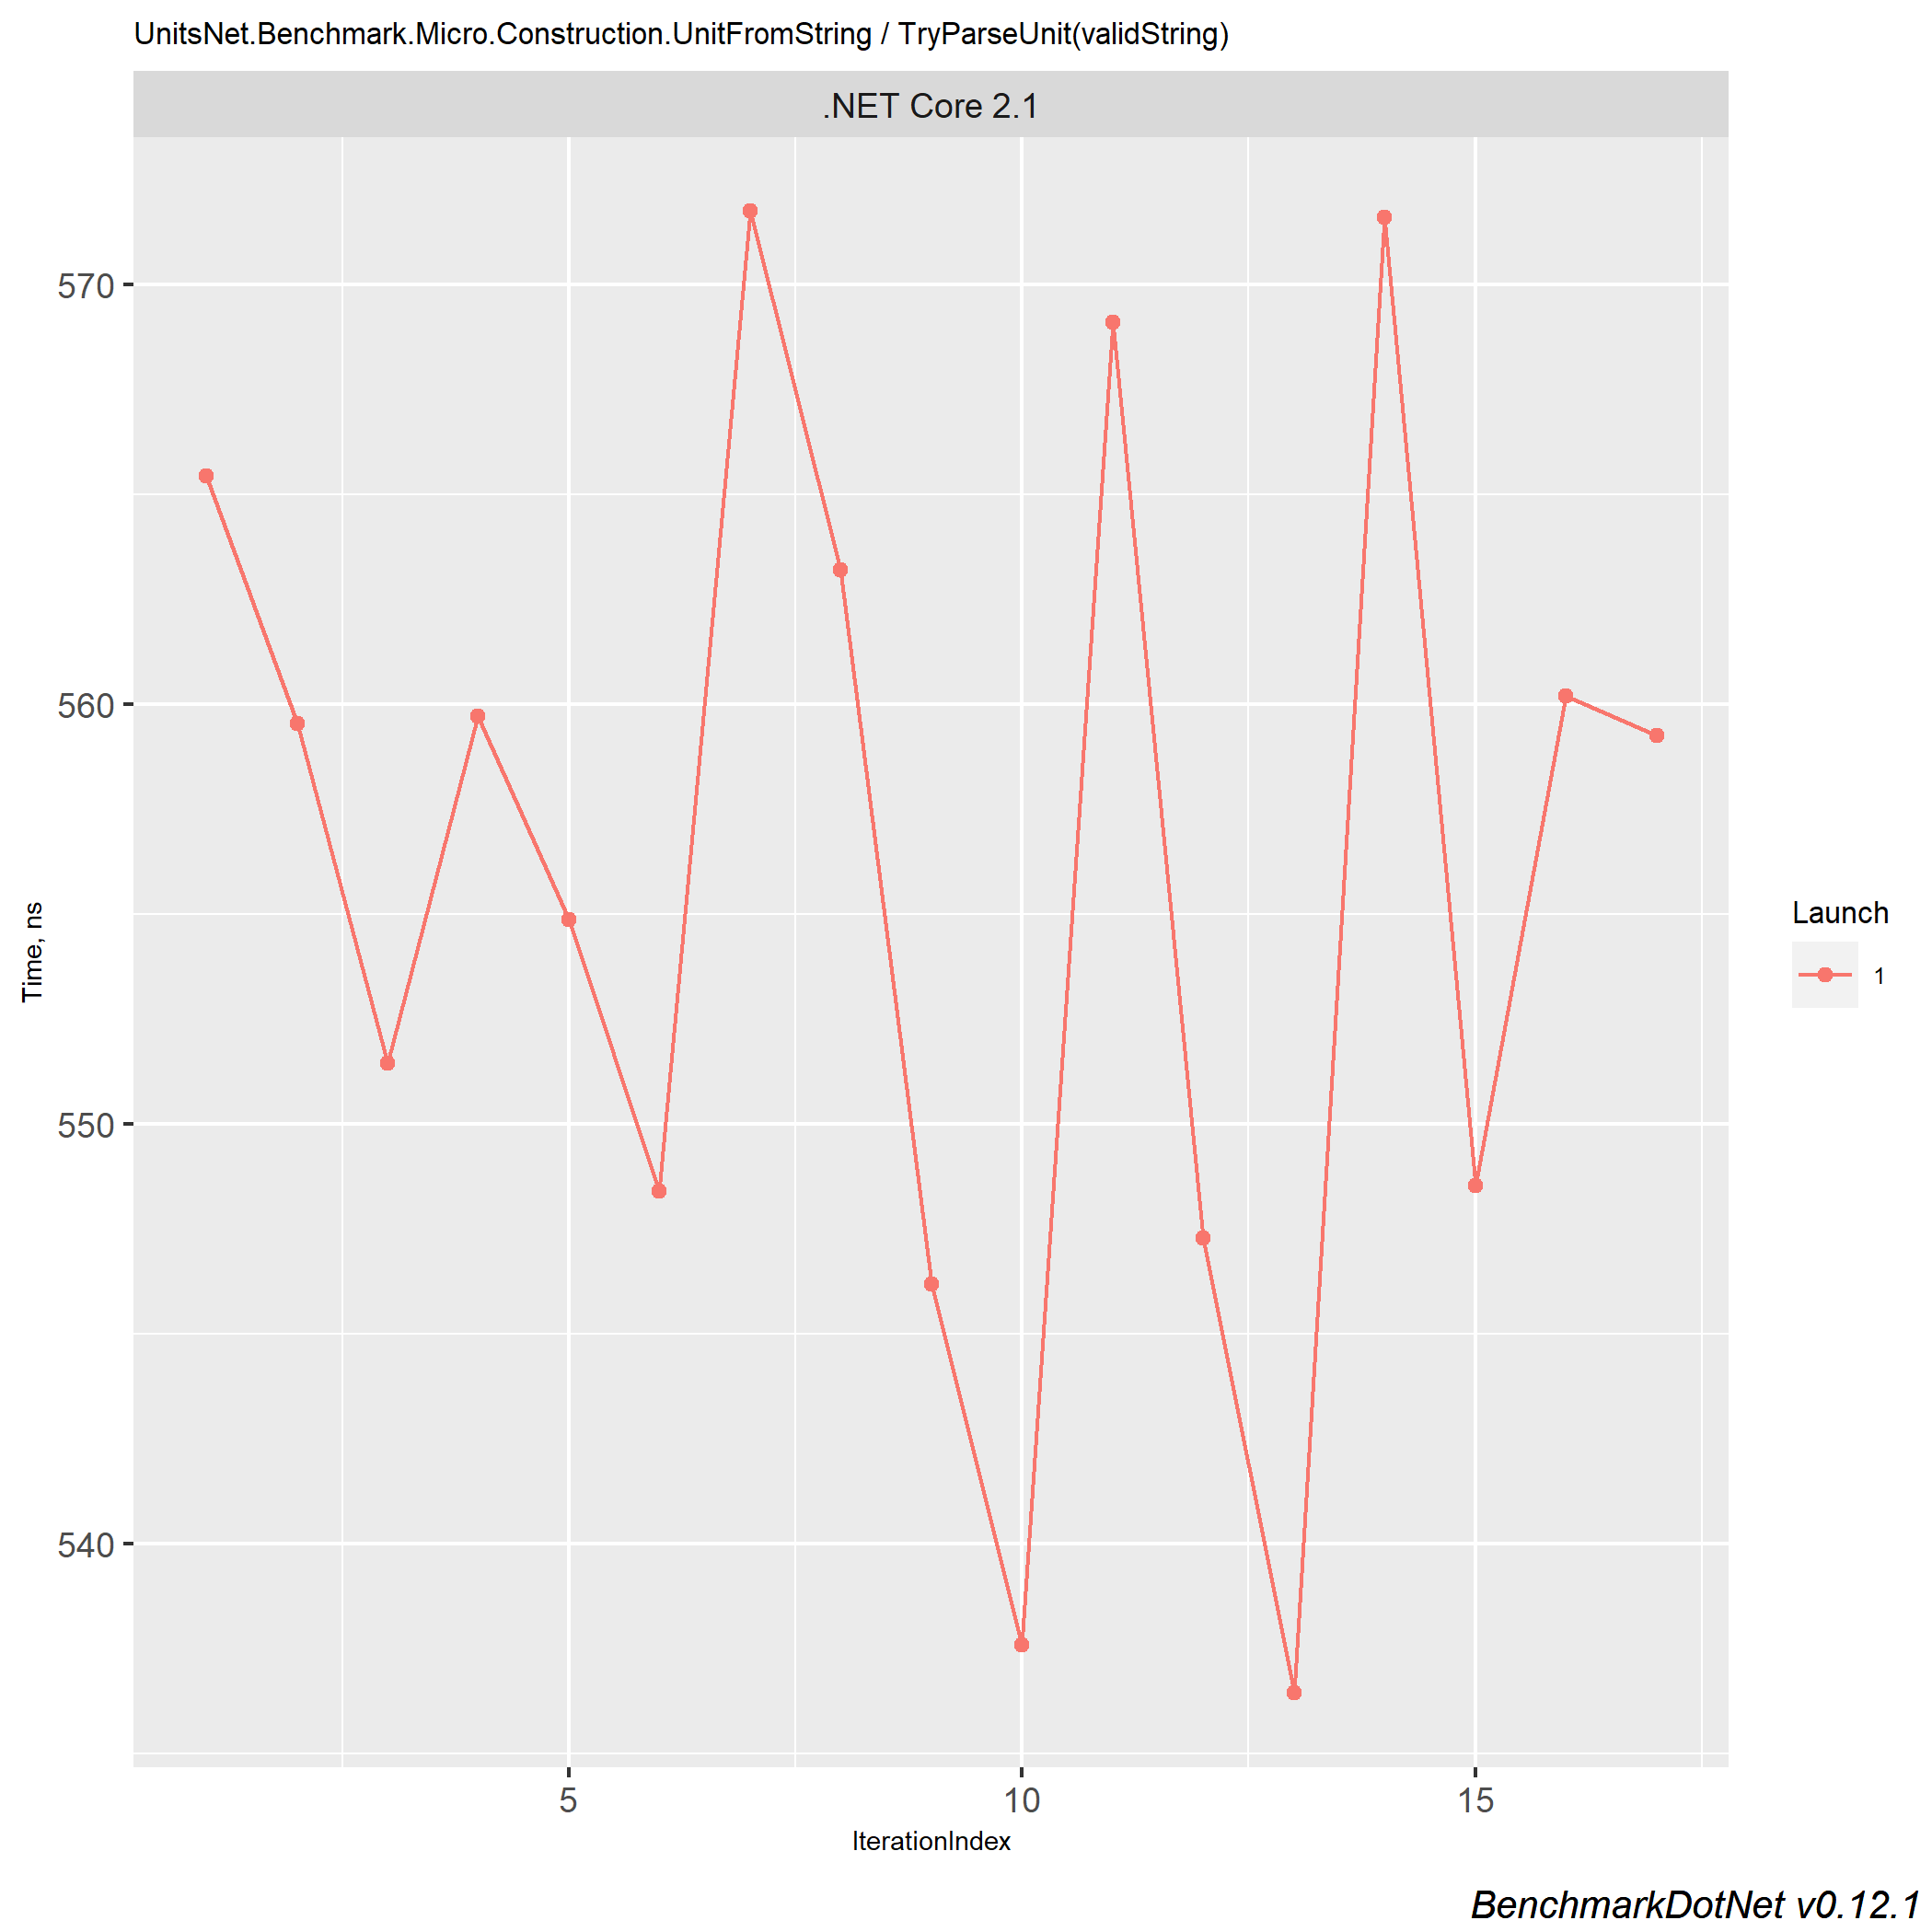 UnitsNet.Benchmark.Micro.Construction.UnitFromString / TryParseUnit(validString)
.NET Core 2.1
570
560
550
540
Time, ns
5
10
15
IterationIndex
Launch
1
BenchmarkDotNet v0.12.1